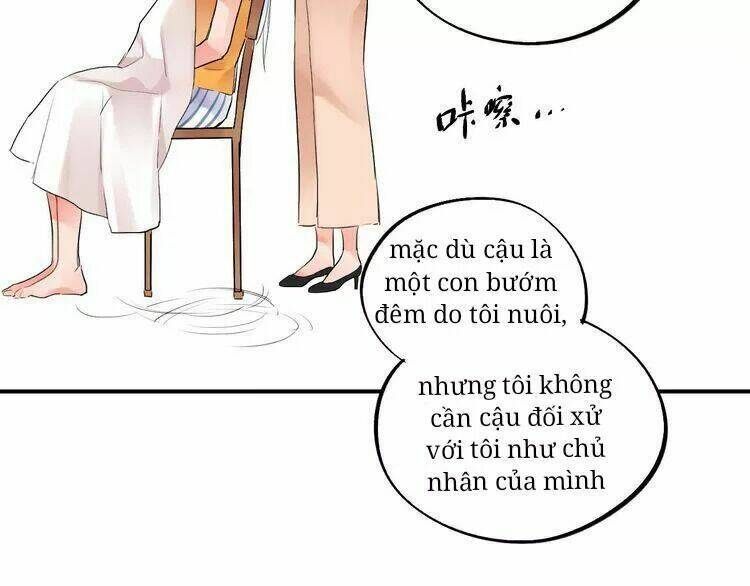 咔嚓...
mặc dù cậu là
một con bướm
đêm do tôi nuôi,
nhưng tôi không
cần cậu đối xử
với tôi như chủ
nhân của mình